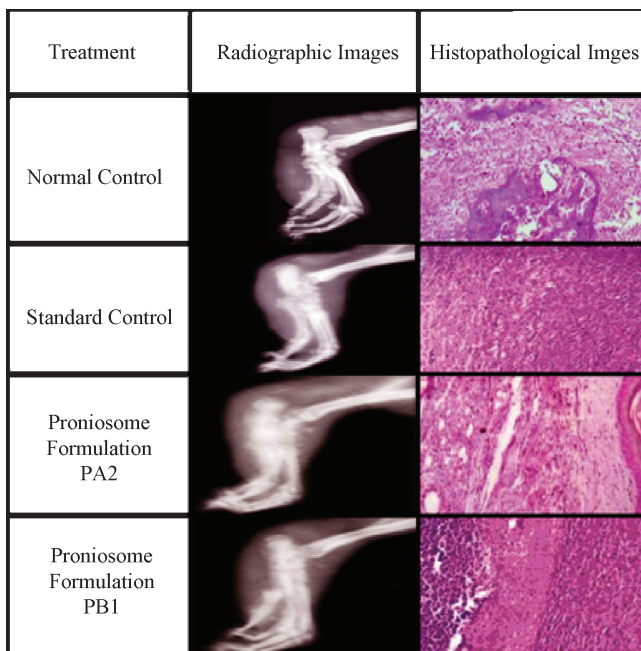 Treatment
Radiographic Images
Histopathological Imges
Normal Control
Standard Control
Proniosome
Formulation
PA2
Proniosome
Formulation
PB1